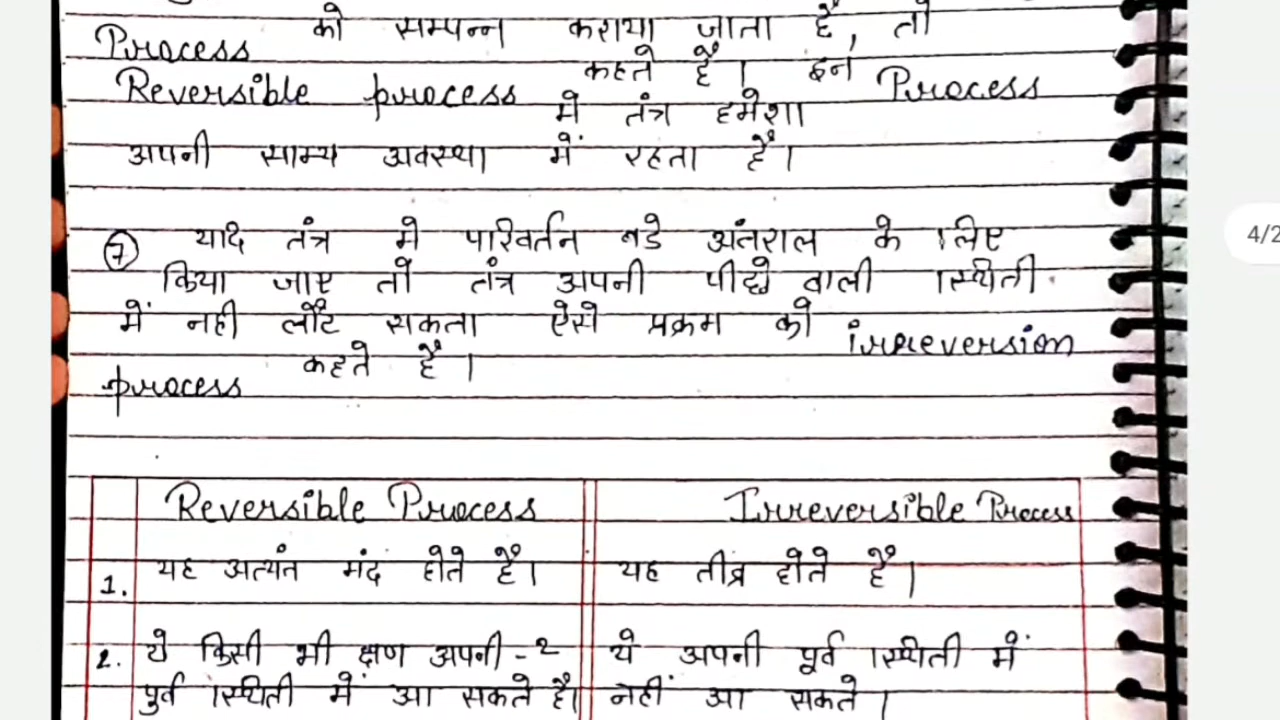 को सम्पन्न कराया जाता है, तो
Process कहते है। इन Process
Reversible process मे तंत्र हमेशा
अपनी साम्य अवस्था में रहता है।
7 यदि तंत्र मे परिवर्तन बडे अंतराल के लिए
किया जाए तो तंत्र अपनी पीछे वाली स्थिती
में नही लौट सकता ऐसे प्रक्रम को irreversion
process कहते है।
Reversible Process Irreversible Process
1. यह अत्यंत मंद होते है। यह तीव्र होते है।
2. ये किसी भी क्षण अपनी-2 ये अपनी पूर्व स्थिती में
पुर्व स्थिती में आ सकते है। नहीं आ सकते।
4/2